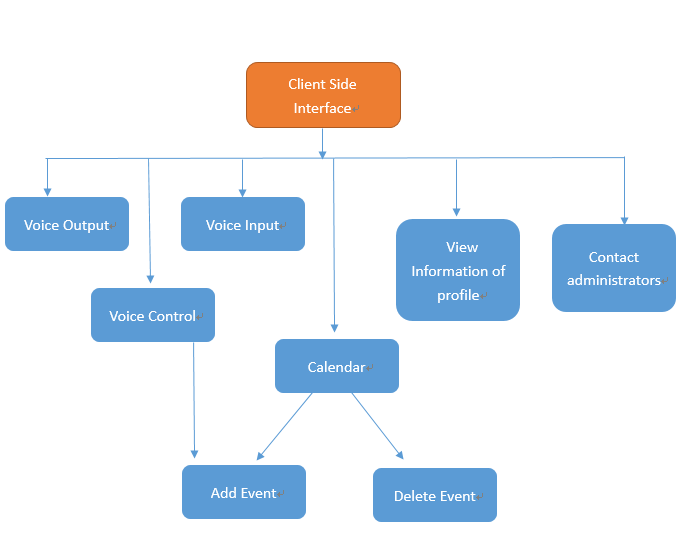 Client Side
Interface
Voice Output
Voice Input
View
Information of
profile
Contact
administrators
Voice Control
Calendar
Add Event
Delete Event